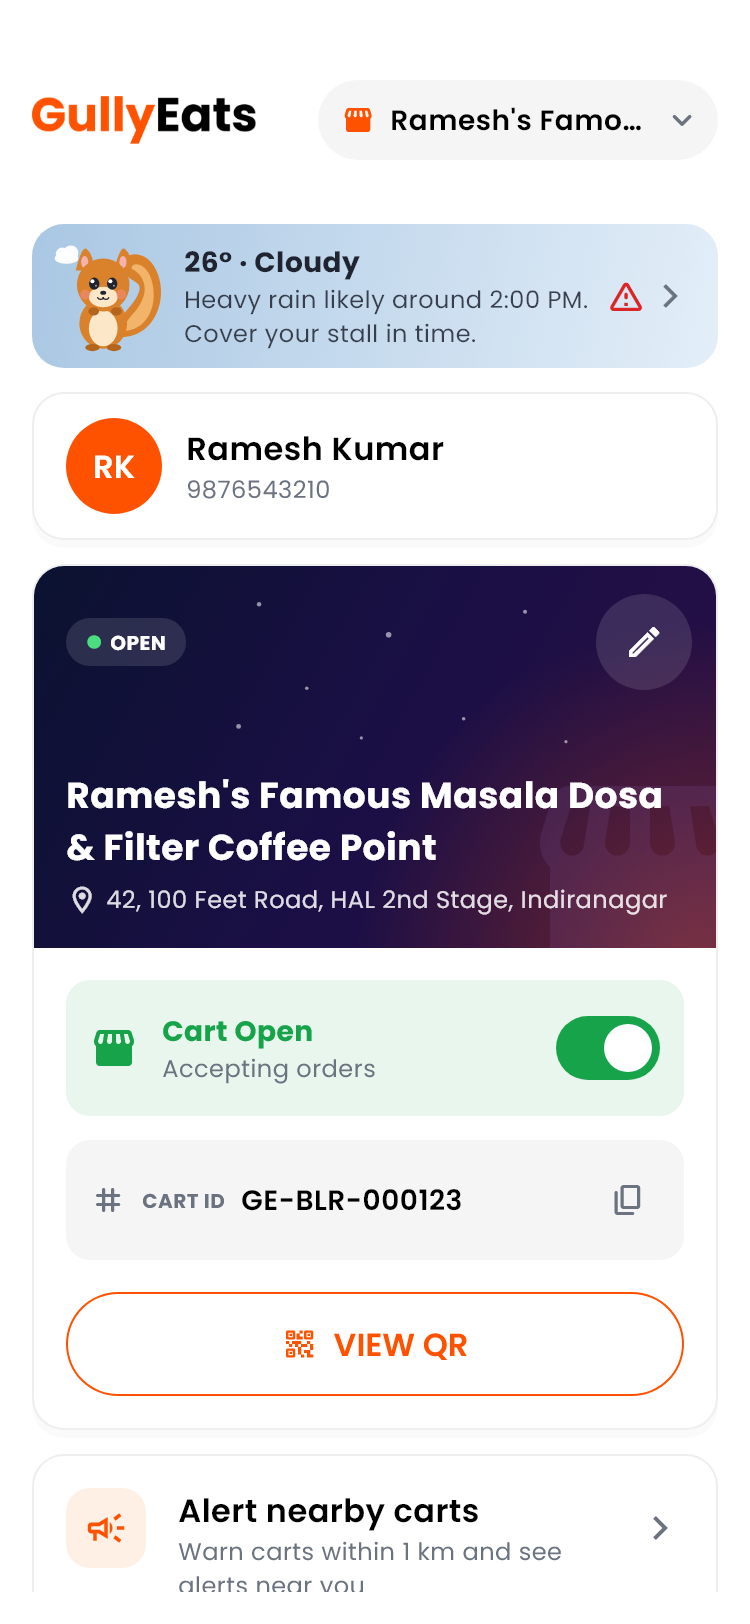 GullyEats
Ramesh's Famo...
26° · Cloudy
Heavy rain likely around 2:00 PM.
Cover your stall in time.
RK
Ramesh Kumar
9876543210
OPEN
Ramesh's Famous Masala Dosa
& Filter Coffee Point
42, 100 Feet Road, HAL 2nd Stage, Indiranagar
Cart Open
Accepting orders
# CART ID GE-BLR-000123
VIEW QR
Alert nearby carts
Warn carts within 1 km and see
alerts near you